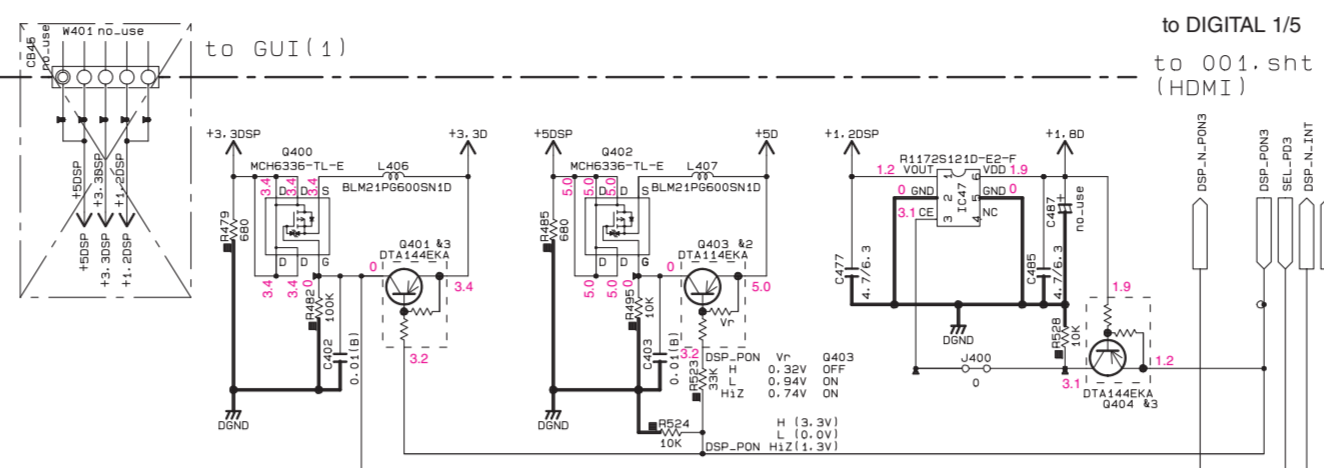 W401 no_use
CB45
no_use
to GUI(1)
to DIGITAL 1/5
to 001.sht
(HDMI)
+5DSP
+3.3DSP
+1.2DSP
+5DSP
+3.3DSP
+1.2DSP
+3.3DSP
+3.3D
Q400
MCH6336-TL-E
L406
BLM21PG600SN1D
3.4
3.4
3.4
D
D
S
R479
680
D
D
G
3.4
3.4
0
R482
100K
C402
0.01(B)
0
Q401 &3
DTA144EKA
3.4
3.2
DGND
+5DSP
+5D
Q402
MCH6336-TL-E
L407
BLM21PG600SN1D
5.0
5.0
5.0
D
D
S
R485
680
D
D
G
5.0
5.0
0
R495
10K
C403
0.01(B)
0
Q403 &2
DTA114EKA
5.0
Vr
3.2
R523
33K
DSP_PON Vr Q403
H 0.32V OFF
L 0.94V ON
HiZ 0.74V ON
DGND
R524
10K
H (3.3V)
L (0.0V)
DSP_PON HiZ(1.3V)
+1.2DSP
+1.8D
R1172S121D-E2-F
1.2 VOUT 1 6 VDD 1.9
0 GND 2 5 GND 0
3.1 CE 3 4 NC
IC47
C477
4.7/6.3
C485
4.7/6.3
C487
no_use
DGND
R528
10K
J400
0
3.1
1.9
1.2
DTA144EKA
Q404 &3
DSP_N_PON3
DSP_PON3
SEL_PD3
DSP_N_INT